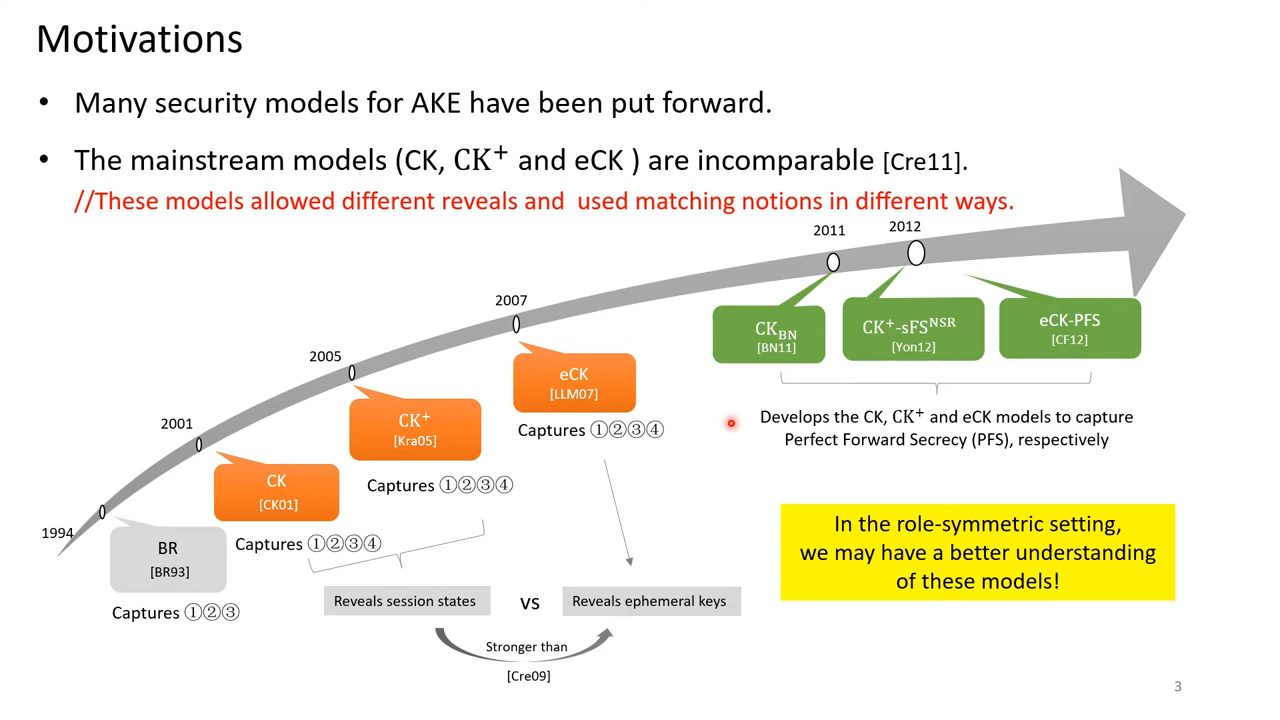 Motivations
• Many security models for AKE have been put forward.
• The mainstream models (CK, CK⁺ and eCK ) are incomparable [Cre11].
//These models allowed different reveals and used matching notions in different ways.
1994
BR
[BR93]
Captures ①②③
2001
CK
[CK01]
Captures ①②③④
2005
CK⁺
[Kra05]
Captures ①②③④
2007
eCK
[LLM07]
Captures ①②③④
2011
CK_BN
[BN11]
2012
CK⁺-sFS^NSR
[Yon12]
eCK-PFS
[CF12]
Develops the CK, CK⁺ and eCK models to capture
Perfect Forward Secrecy (PFS), respectively
Reveals session states
vs
Reveals ephemeral keys
Stronger than
[Cre09]
In the role-symmetric setting,
we may have a better understanding
of these models!
3